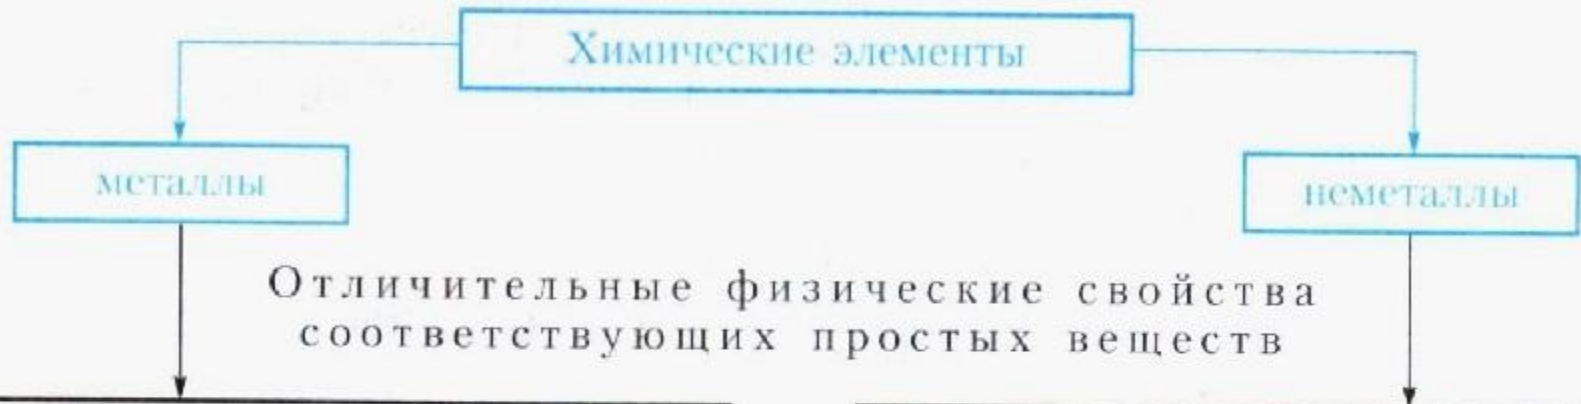 Химические элементы
металлы
неметаллы
Отличительные физические свойства
соответствующих простых веществ